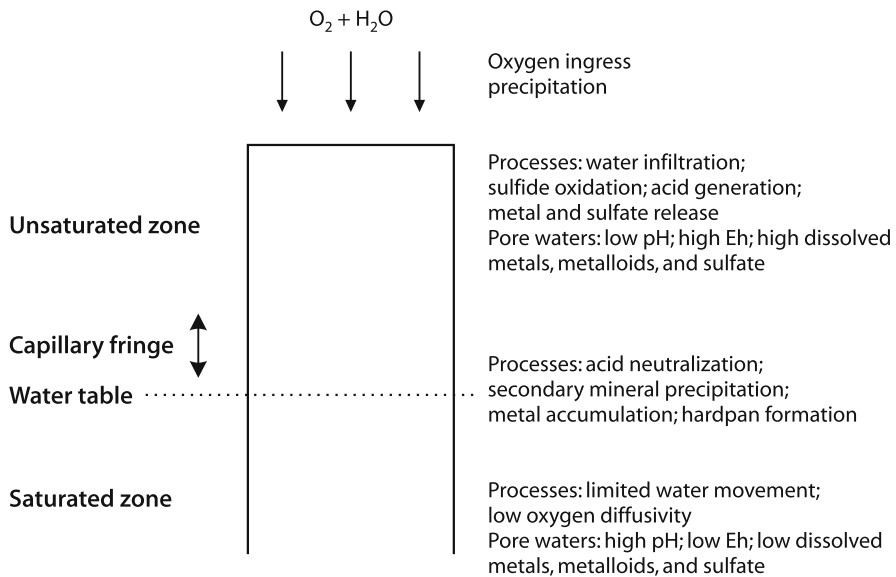 O₂ + H₂O
Oxygen ingress
precipitation
Unsaturated zone
Processes: water infiltration;
sulfide oxidation; acid generation;
metal and sulfate release
Pore waters: low pH; high Eh; high dissolved
metals, metalloids, and sulfate
Capillary fringe
Water table
Processes: acid neutralization;
secondary mineral precipitation;
metal accumulation; hardpan formation
Saturated zone
Processes: limited water movement;
low oxygen diffusivity
Pore waters: high pH; low Eh; low dissolved
metals, metalloids, and sulfate